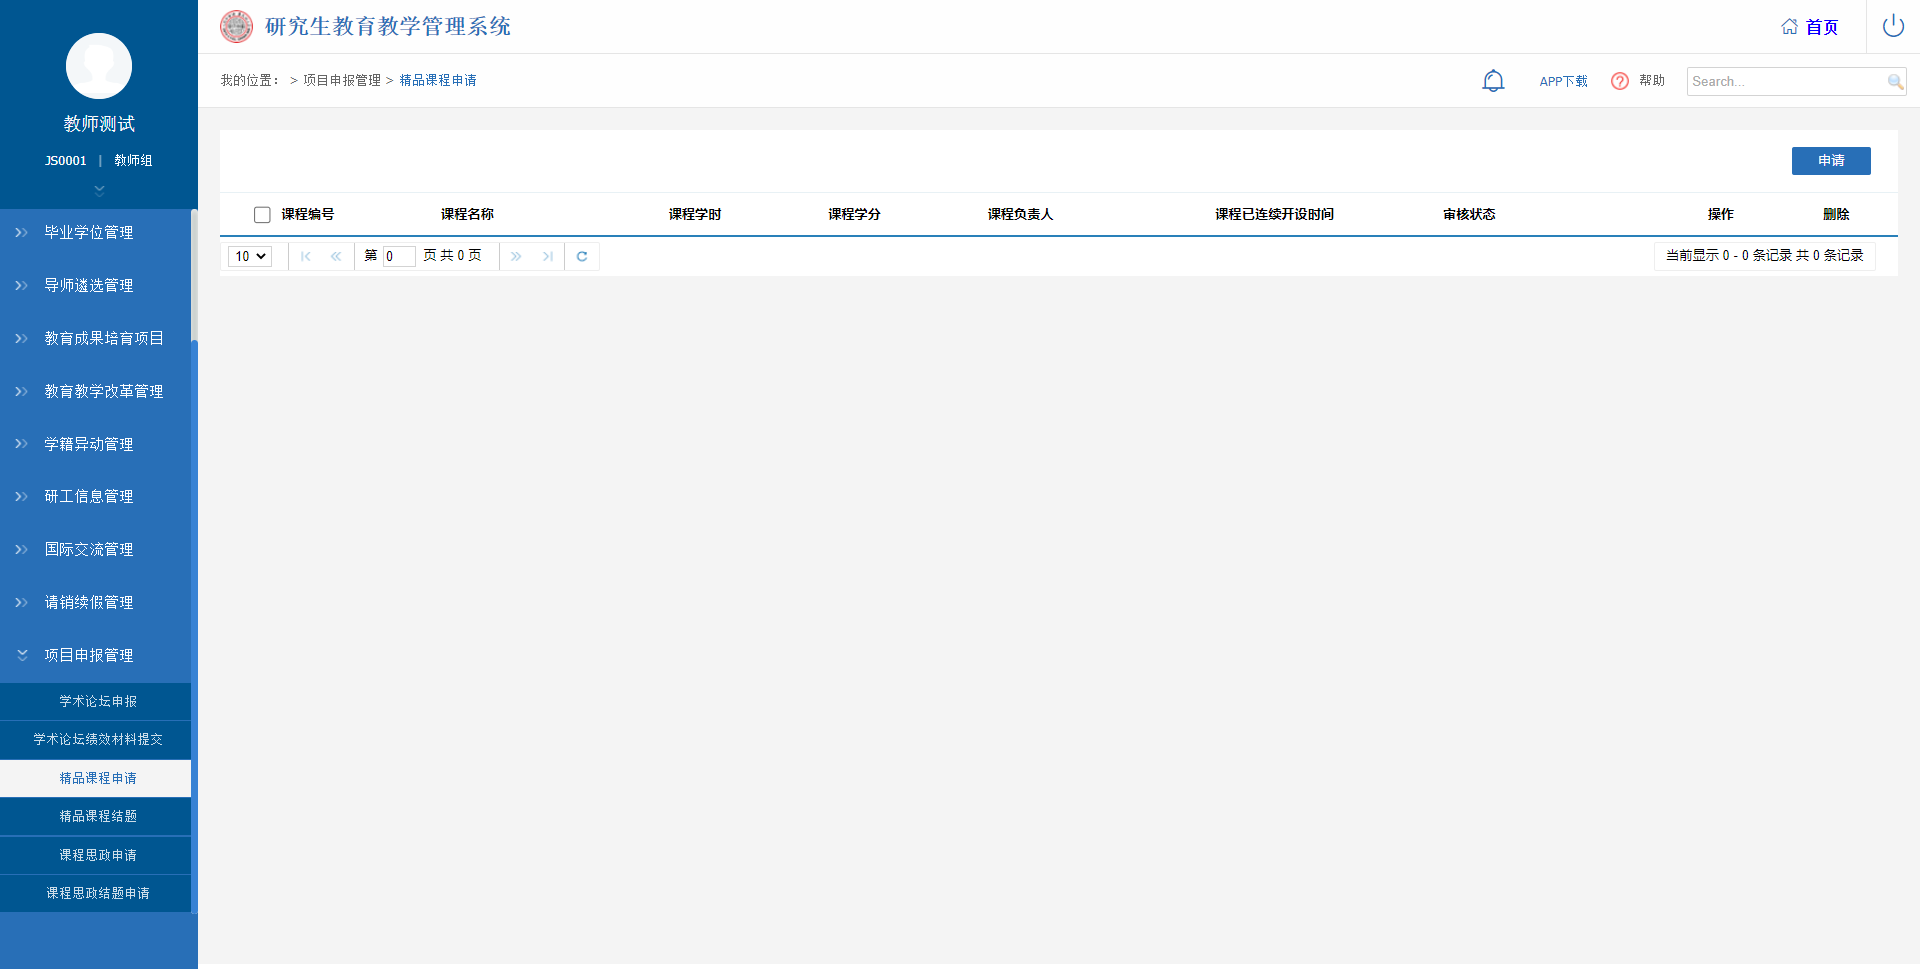 研究生教育教学管理系统
首页
教师测试
JS0001 | 教师组
我的位置： > 项目申报管理 > 精品课程申请
APP下载
帮助
Search...
毕业学位管理
导师遴选管理
教育成果培育项目
教育教学改革管理
学籍异动管理
研工信息管理
国际交流管理
请销续假管理
项目申报管理
学术论坛申报
学术论坛绩效材料提交
精品课程申请
精品课程结题
课程思政申请
课程思政结题申请
申请
课程编号 课程名称 课程学时 课程学分 课程负责人 课程已连续开设时间 审核状态 操作 删除
10 第 0 页 共 0 页 当前显示 0 - 0 条记录 共 0 条记录